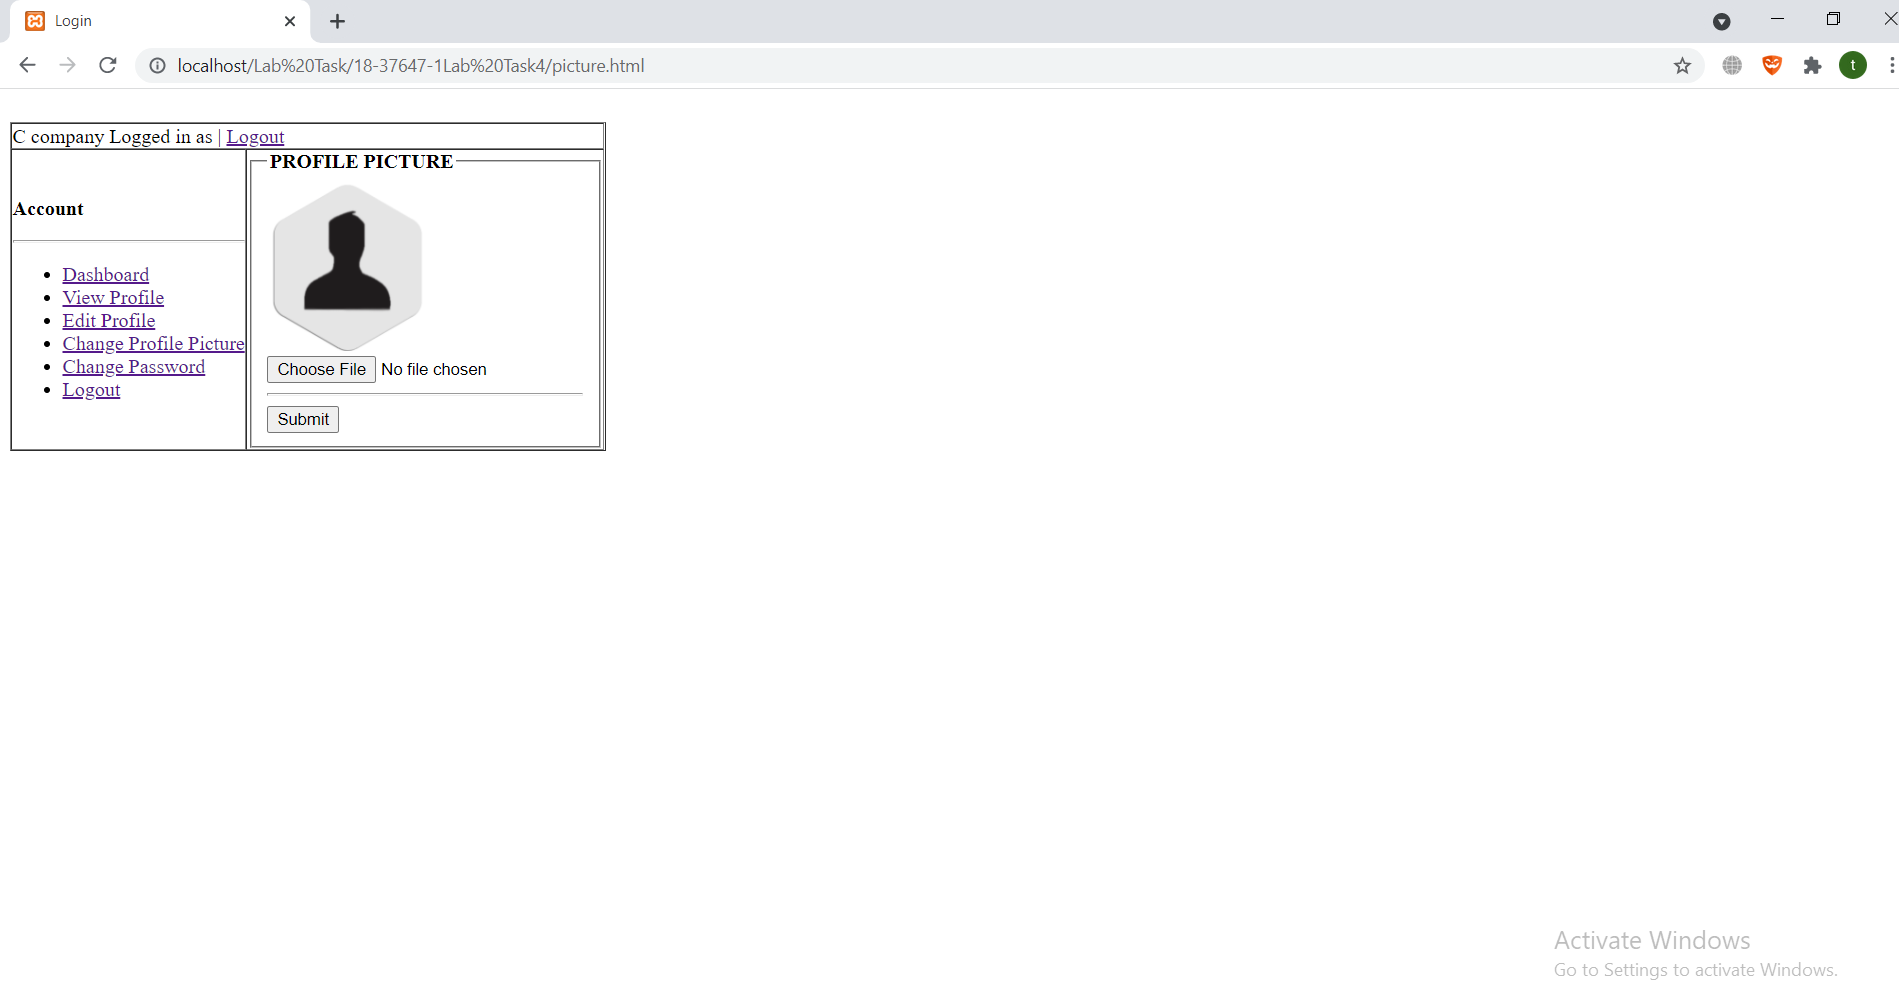 Login
localhost/Lab%20Task/18-37647-1Lab%20Task4/picture.html
t
C company Logged in as | Logout
PROFILE PICTURE
Account
Dashboard
View Profile
Edit Profile
Change Profile Picture
Change Password
Logout
Choose File No file chosen
Submit
Activate Windows
Go to Settings to activate Windows.